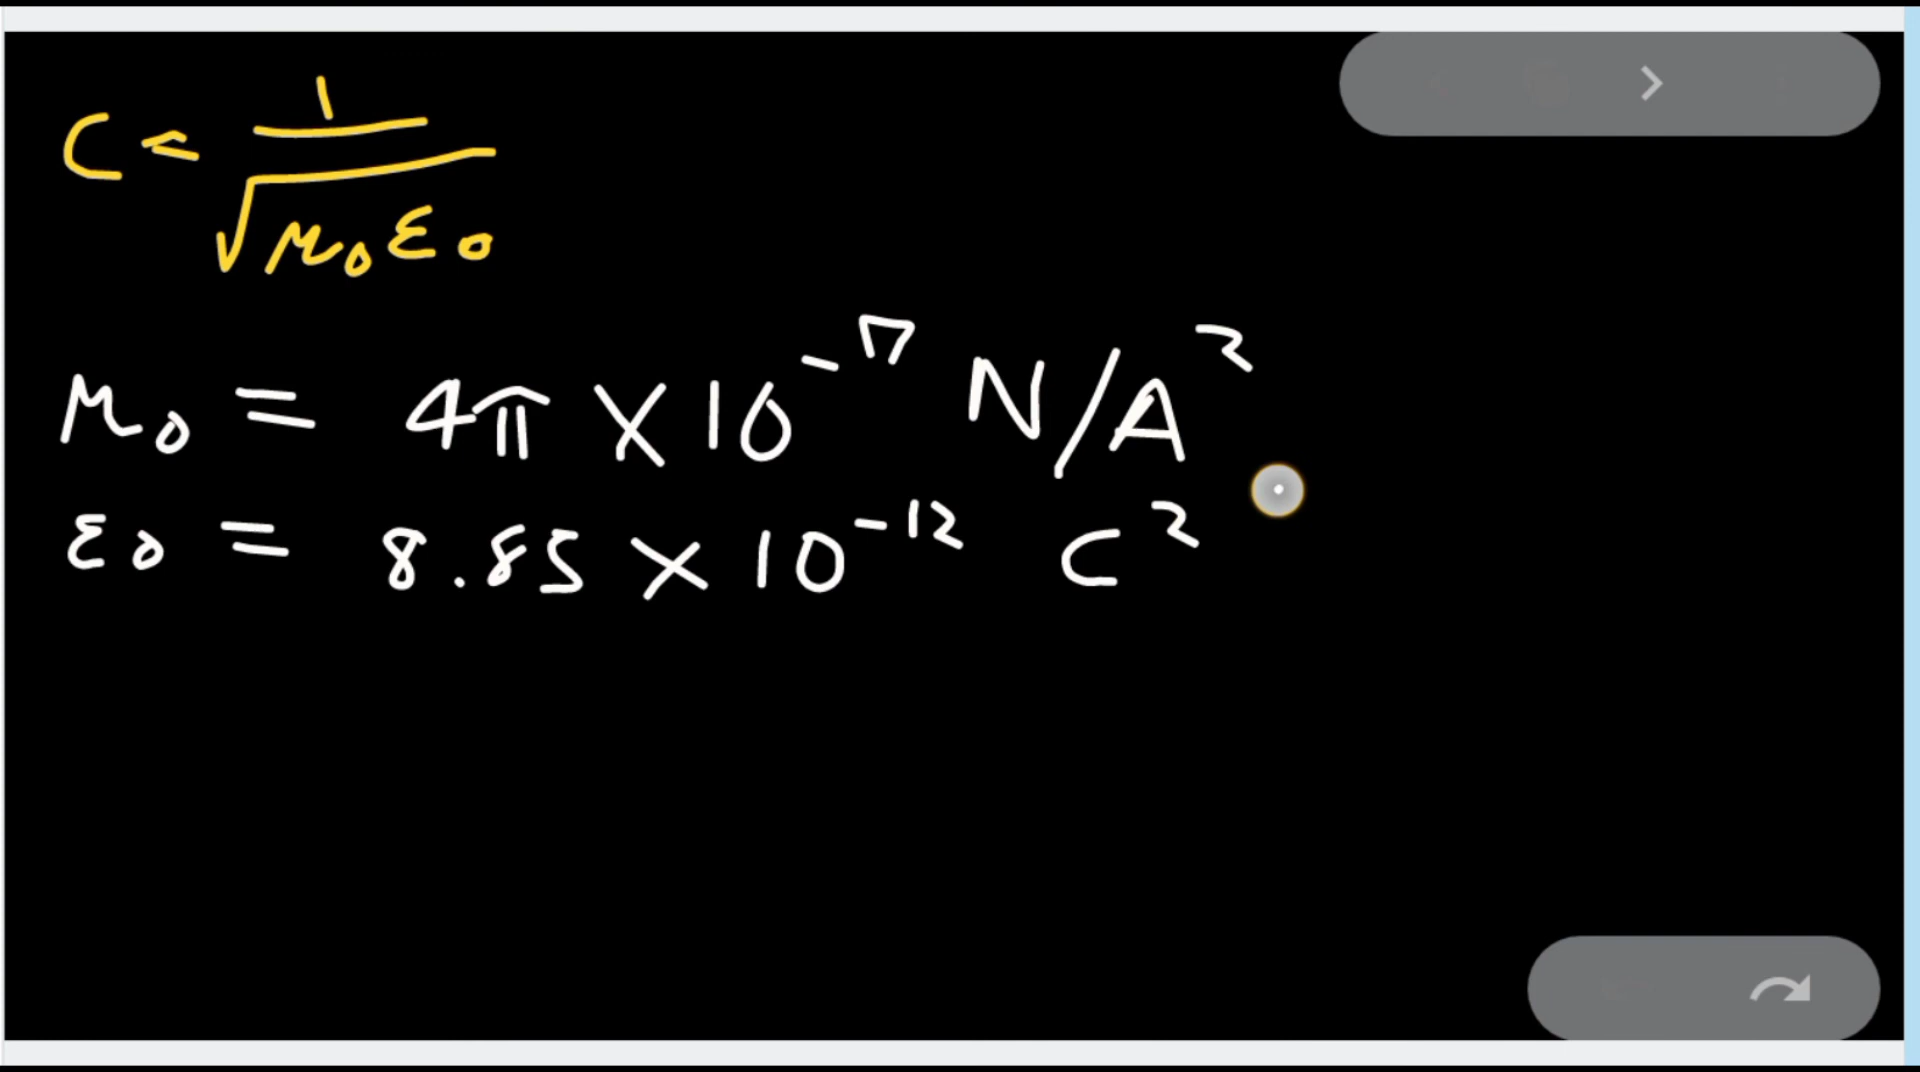 C = 1/√μ₀ε₀
μ₀ = 4π × 10⁻⁷ N/A²
ε₀ = 8.85 × 10⁻¹² C²